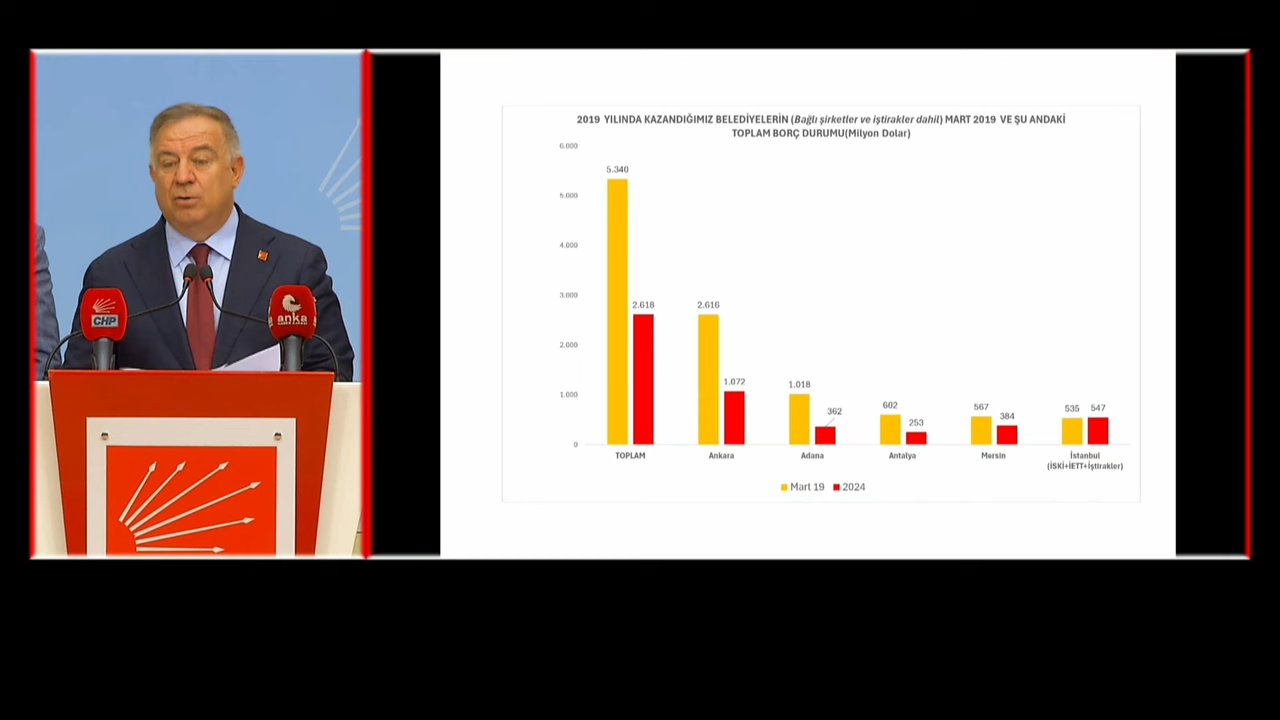 CHP
anka
2019 YILINDA KAZANDIĞIMIZ BELEDİYELERİN (Bağlı şirketler ve iştirakler dahil) MART 2019 VE ŞU ANDAKİ
TOPLAM BORÇ DURUMU(Milyon Dolar)
6.000
5.000
4.000
3.000
2.000
1.000
0
5.340
2.618
2.616
1.072
1.018
362
602
253
567
384
535
547
TOPLAM
Ankara
Adana
Antalya
Mersin
İstanbul
(İSKİ+İETT+İştirakler)
Mart 19
2024